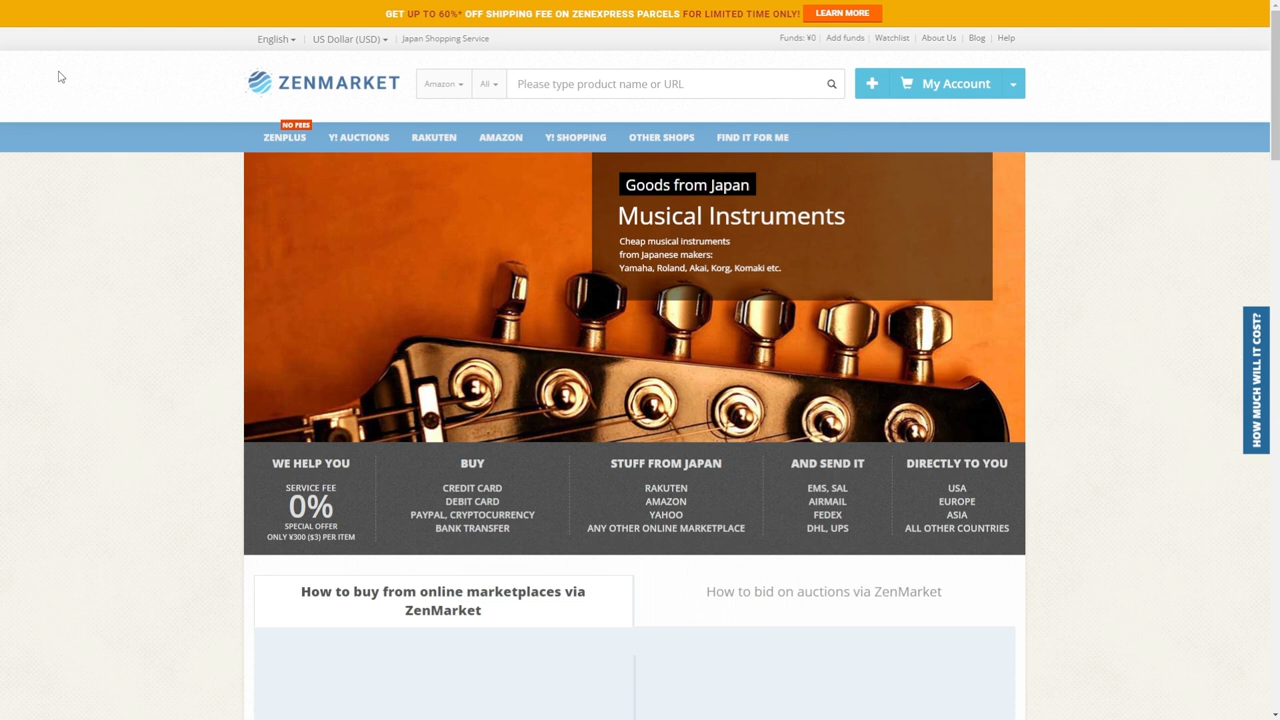 GET UP TO 60%* OFF SHIPPING FEE ON ZENEXPRESS PARCELS FOR LIMITED TIME ONLY! LEARN MORE
English | US Dollar (USD) | Japan Shopping Service
Funds: ¥0 | Add funds | Watchlist | About Us | Blog | Help
ZENMARKET
Amazon All Please type product name or URL
My Account
NO FEES
ZENPLUS Y! AUCTIONS RAKUTEN AMAZON Y! SHOPPING OTHER SHOPS FIND IT FOR ME
Goods from Japan
Musical Instruments
Cheap musical instruments
from Japanese makers:
Yamaha, Roland, Akai, Korg, Komaki etc.
HOW MUCH WILL IT COST?
WE HELP YOU
SERVICE FEE
0%
SPECIAL OFFER
ONLY ¥300 ($3) PER ITEM
BUY
CREDIT CARD
DEBIT CARD
PAYPAL, CRYPTOCURRENCY
BANK TRANSFER
STUFF FROM JAPAN
RAKUTEN
AMAZON
YAHOO
ANY OTHER ONLINE MARKETPLACE
AND SEND IT
EMS, SAL
AIRMAIL
FEDEX
DHL, UPS
DIRECTLY TO YOU
USA
EUROPE
ASIA
ALL OTHER COUNTRIES
How to buy from online marketplaces via
ZenMarket
How to bid on auctions via ZenMarket